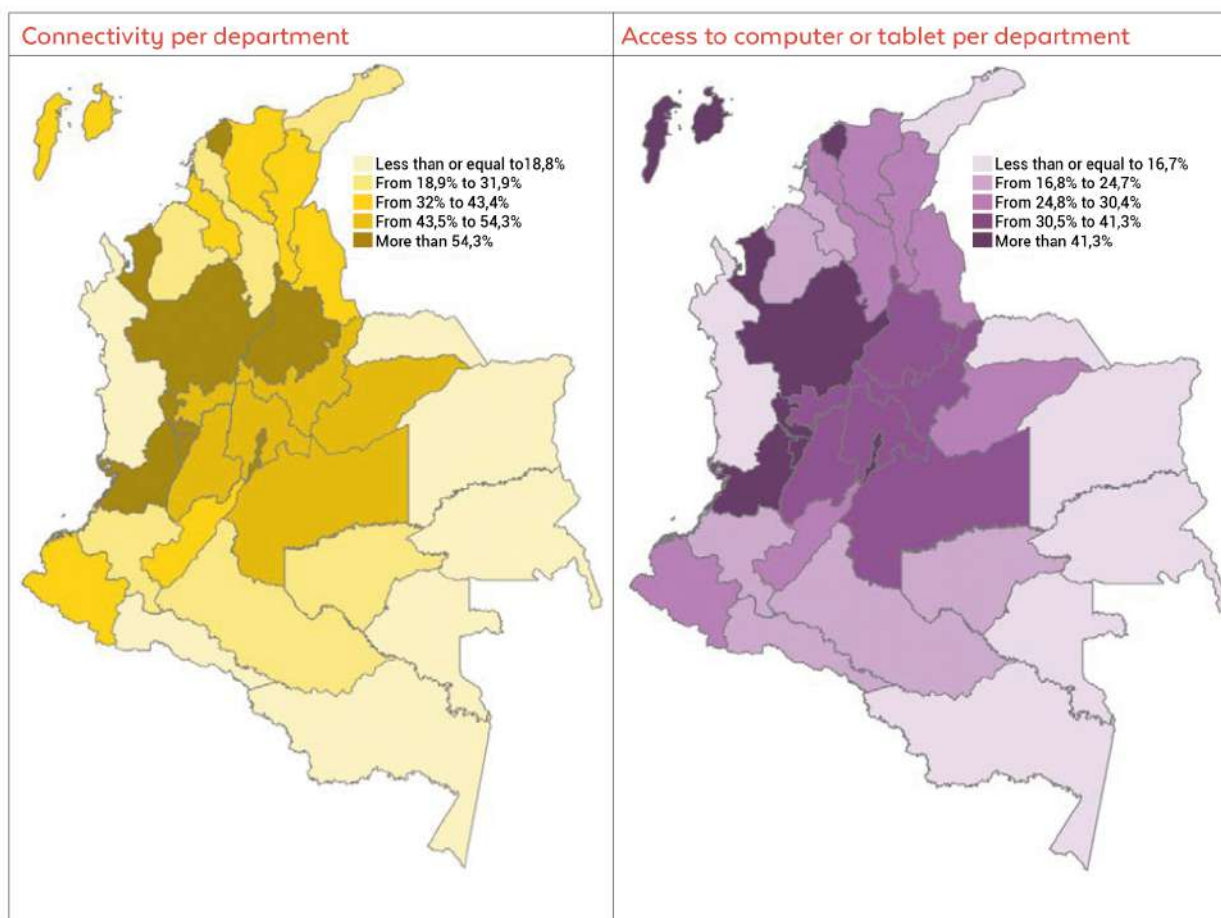 Connectivity per department
Less than or equal to18,8%
From 18,9% to 31,9%
From 32% to 43,4%
From 43,5% to 54,3%
More than 54,3%
Access to computer or tablet per department
Less than or equal to 16,7%
From 16,8% to 24,7%
From 24,8% to 30,4%
From 30,5% to 41,3%
More than 41,3%